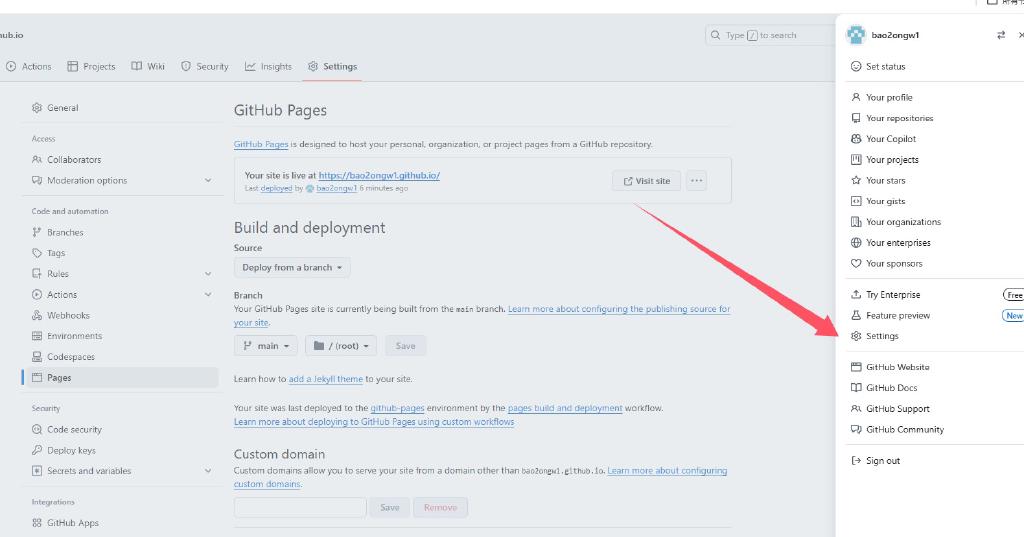 所有书
hub.io
Type / to search
bao2ongw1
Actions
Projects
Wiki
Security
Insights
Settings
Set status
Your profile
Your repositories
Your Copilot
Your projects
Your stars
Your gists
Your organizations
Your enterprises
Your sponsors
Try Enterprise
Free
Feature preview
New
Settings
GitHub Website
GitHub Docs
GitHub Support
GitHub Community
Sign out
General
Access
Collaborators
Moderation options
Code and automation
Branches
Tags
Rules
Actions
Webhooks
Environments
Codespaces
Pages
Security
Code security
Deploy keys
Secrets and variables
Integrations
GitHub Apps
GitHub Pages
GitHub Pages is designed to host your personal, organization, or project pages from a GitHub repository.
Your site is live at https://bao2ongw1.github.io/
Last deployed by bao2ongw1 6 minutes ago
Visit site
Build and deployment
Source
Deploy from a branch
Branch
Your GitHub Pages site is currently being built from the main branch. Learn more about configuring the publishing source for
your site.
main
/ (root)
Save
Learn how to add a Jekyll theme to your site.
Your site was last deployed to the github-pages environment by the pages build and deployment workflow.
Learn more about deploying to GitHub Pages using custom workflows
Custom domain
Custom domains allow you to serve your site from a domain other than bao2ongw1.github.io. Learn more about configuring
custom domains.
Save
Remove